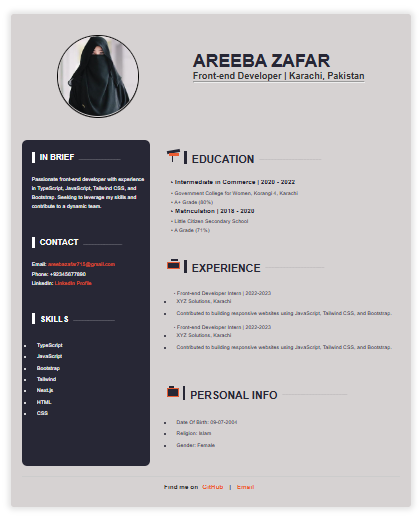 AREEBA ZAFAR
Front-end Developer | Karachi, Pakistan
IN BRIEF
Passionate front-end developer with experience
in TypeScript, JavaScript, Tailwind CSS, and
Bootstrap. Seeking to leverage my skills and
contribute to a dynamic team.
CONTACT
Email: areebazafar715@gmail.com
Phone: +92345677890
LinkedIn: LinkedIn Profile
SKILLS
TypeScript
JavaScript
Bootstrap
Tailwind
Next.js
HTML
CSS
EDUCATION
• Intermediate in Commerce | 2020 - 2022
• Government College for Women, Korangi 4, Karachi
• A+ Grade (80%)
• Matriculation | 2018 - 2020
• Little Citizen Secondary School
• A Grade (71%)
EXPERIENCE
• Front-end Developer Intern | 2022-2023
XYZ Solutions, Karachi
Contributed to building responsive websites using JavaScript, Tailwind CSS, and Bootstrap.
• Front-end Developer Intern | 2022-2023
XYZ Solutions, Karachi
Contributed to building responsive websites using JavaScript, Tailwind CSS, and Bootstrap.
PERSONAL INFO
Date Of Birth: 09-07-2004
Religion: Islam
Gender: Female
Find me on GitHub | Email